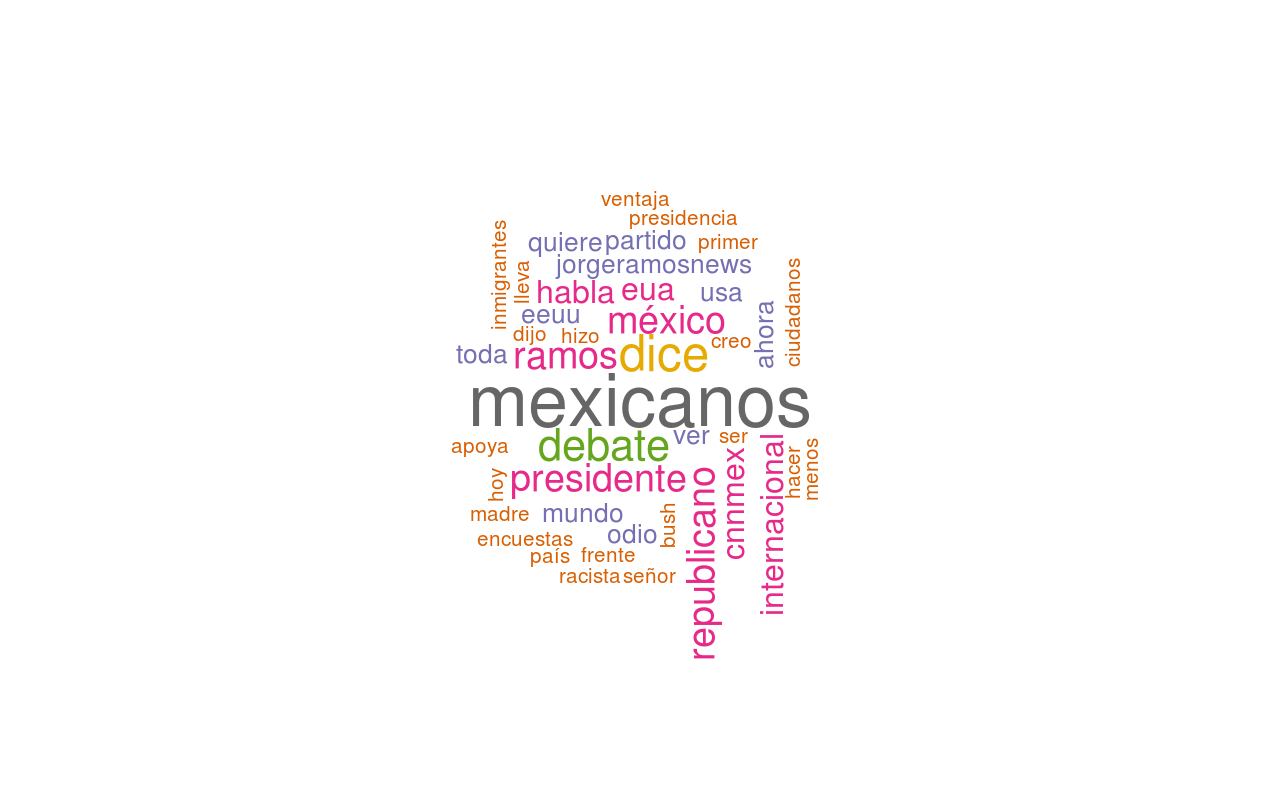 ventaja
presidencia
inmigrantes
quiere
partido
primer
lleva
jorgeramosnews
ciudadanos
habla
eua
usa
eeuu
méxico
ahora
dijo
hizo
creo
toda
ramos
dice
mexicanos
apoya
debate
ver
ser
hoy
presidente
republicano
cnnmex
internacional
hacer
menos
madre
mundo
odio
bush
encuestas
país
frente
racista
señor